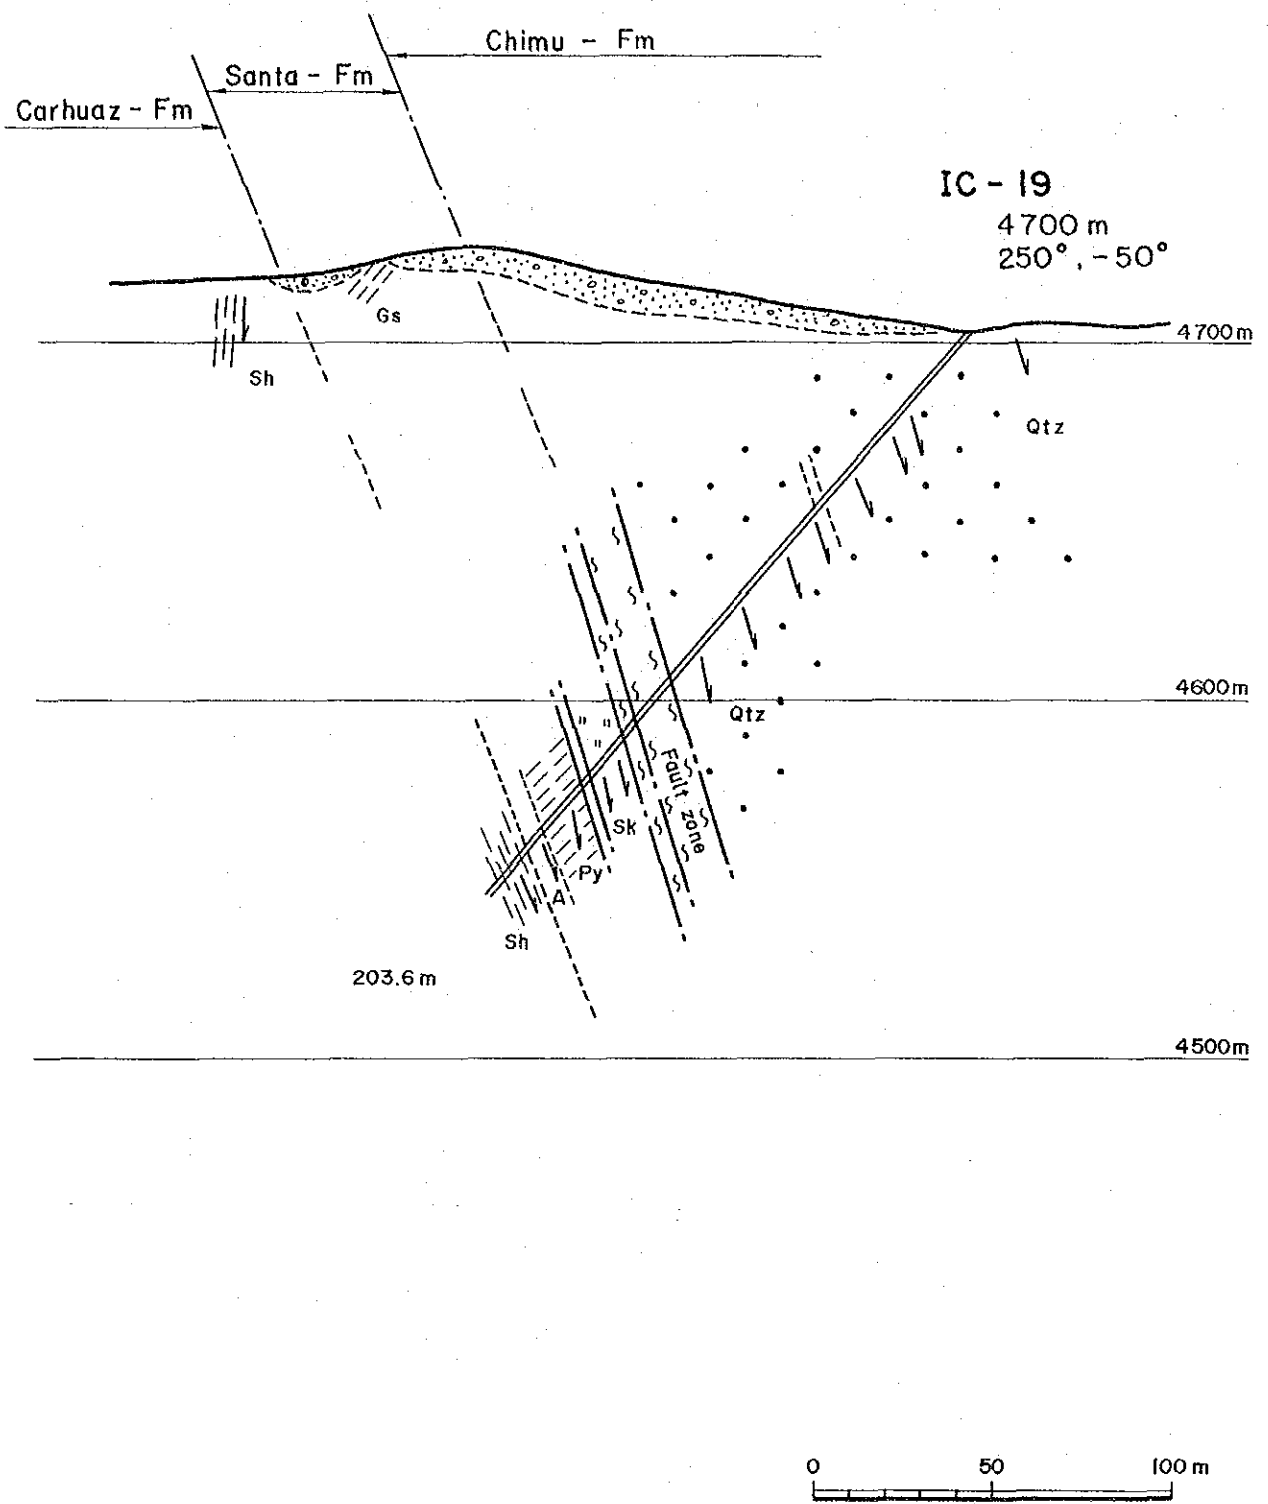 Chimu - Fm
Santa - Fm
Carhuaz - Fm
IC - 19
4700 m
250°, -50°
Gs
4700m
Sh
Qtz
4600m
Qtz
Fault zone
Sk
Py
A
Sh
203.6 m
4500m
0 50 100 m